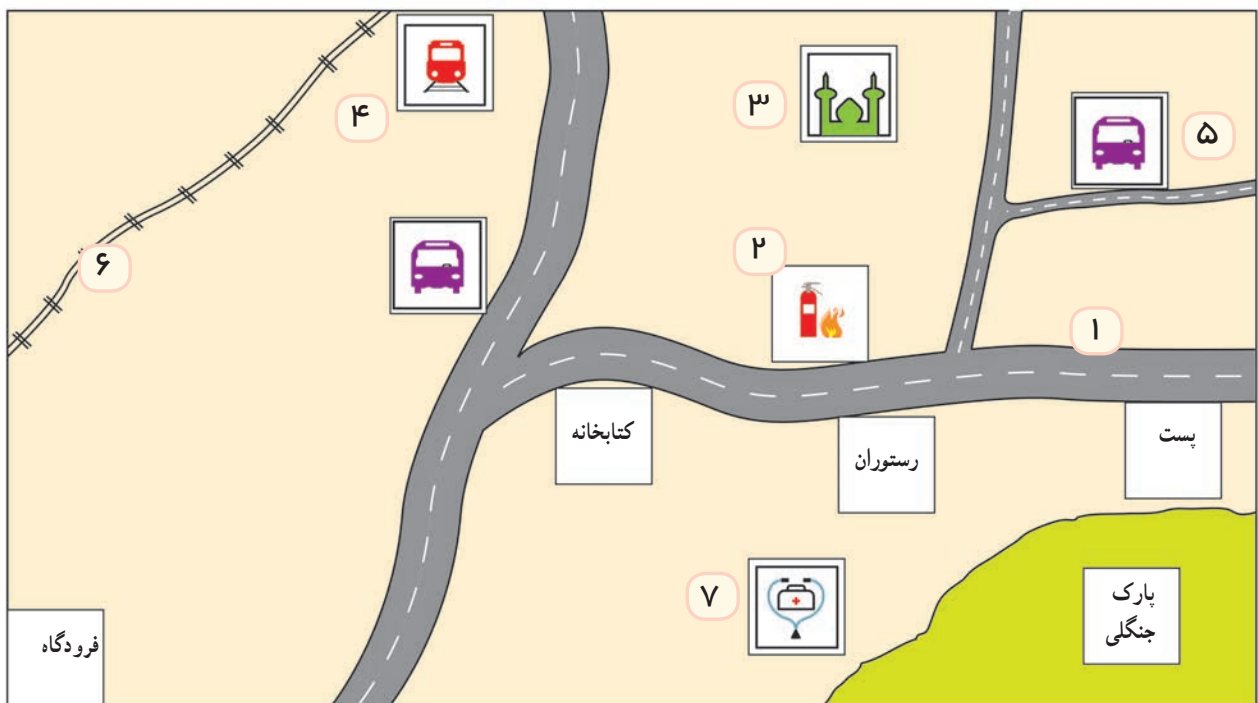 ۴
۳
۵
۶
۲
۱
کتابخانه
رستوران
پست
۷
پارک
جنگلی
فرودگاه